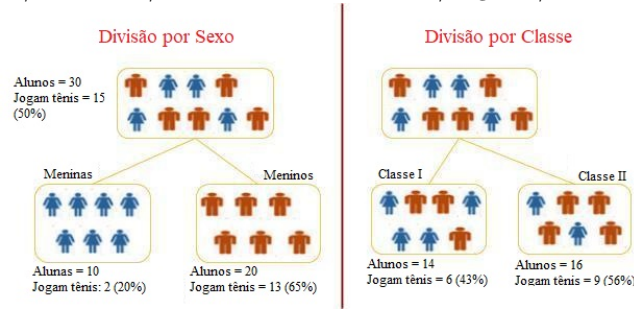 Divisão por Sexo
Alunos = 30
Jogam tênis = 15
(50%)
Meninas
Meninos
Alunas = 10
Jogam tênis: 2 (20%)
Alunos = 20
Jogam tênis = 13 (65%)
Divisão por Classe
Classe I
Classe II
Alunos = 14
Jogam tênis = 6 (43%)
Alunos = 16
Jogam tênis = 9 (56%)